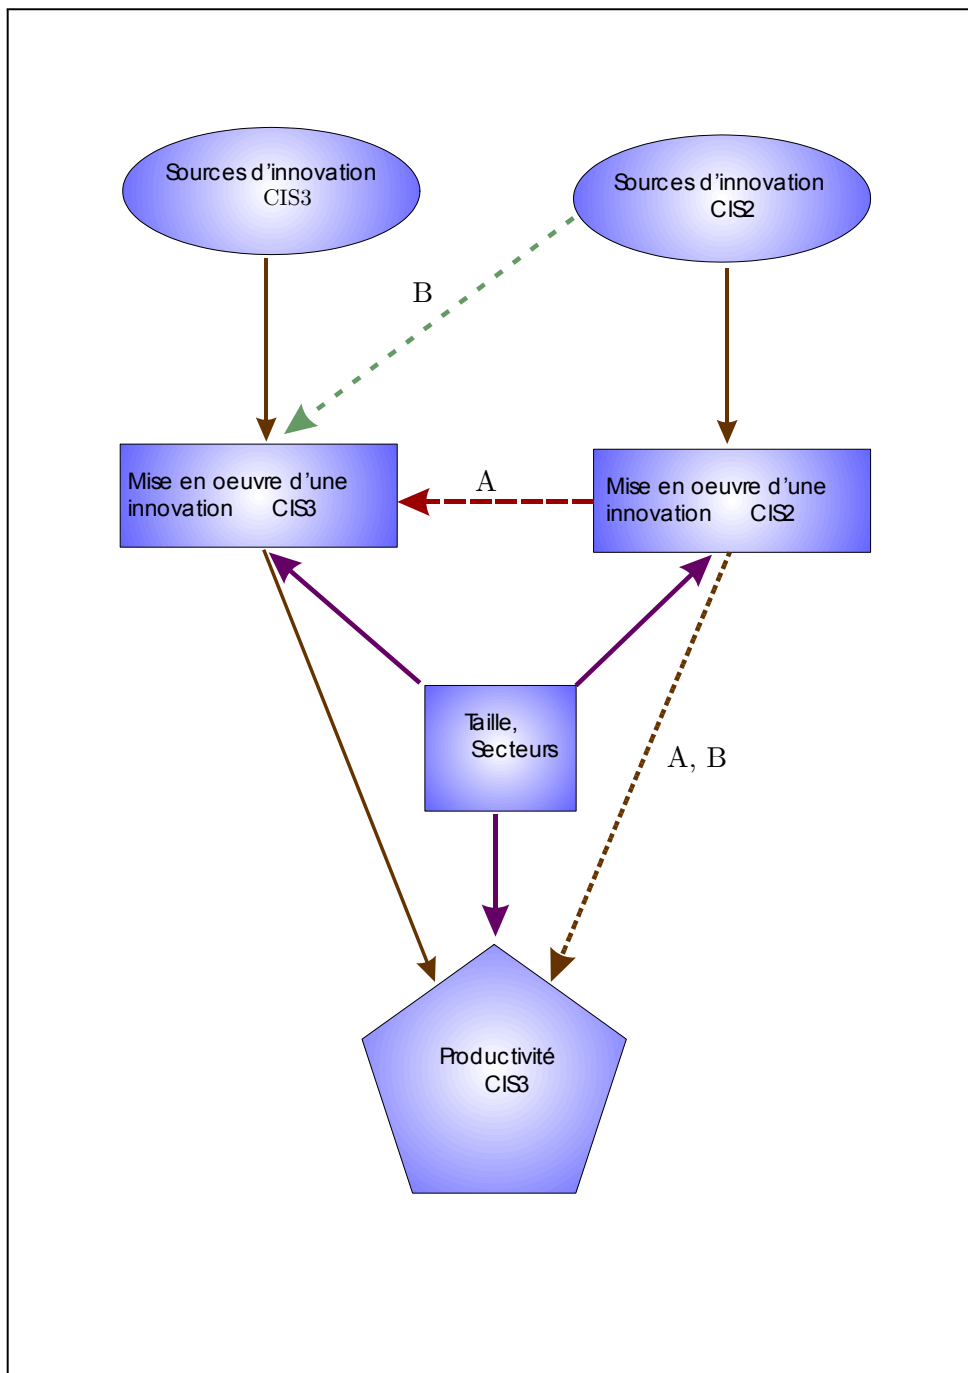 Sources d'innovation
CIS3
Sources d'innovation
CIS2
B
Mise en oeuvre d'une
innovation CIS3
A
Mise en oeuvre d'une
innovation CIS2
Taille,
Secteurs
A, B
Productivité
CIS3